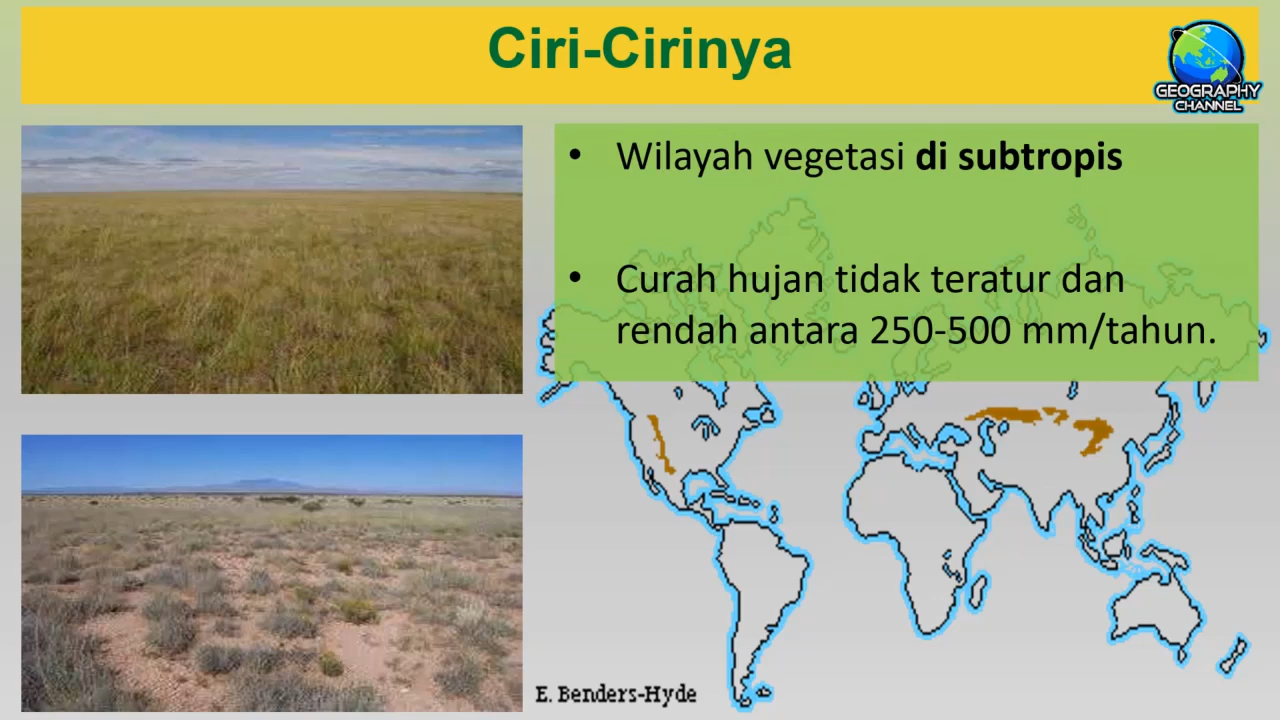 Ciri-Cirinya
GEOGRAPHY
CHANNEL
• Wilayah vegetasi di subtropis
• Curah hujan tidak teratur dan
rendah antara 250-500 mm/tahun.
E. Benders-Hyde